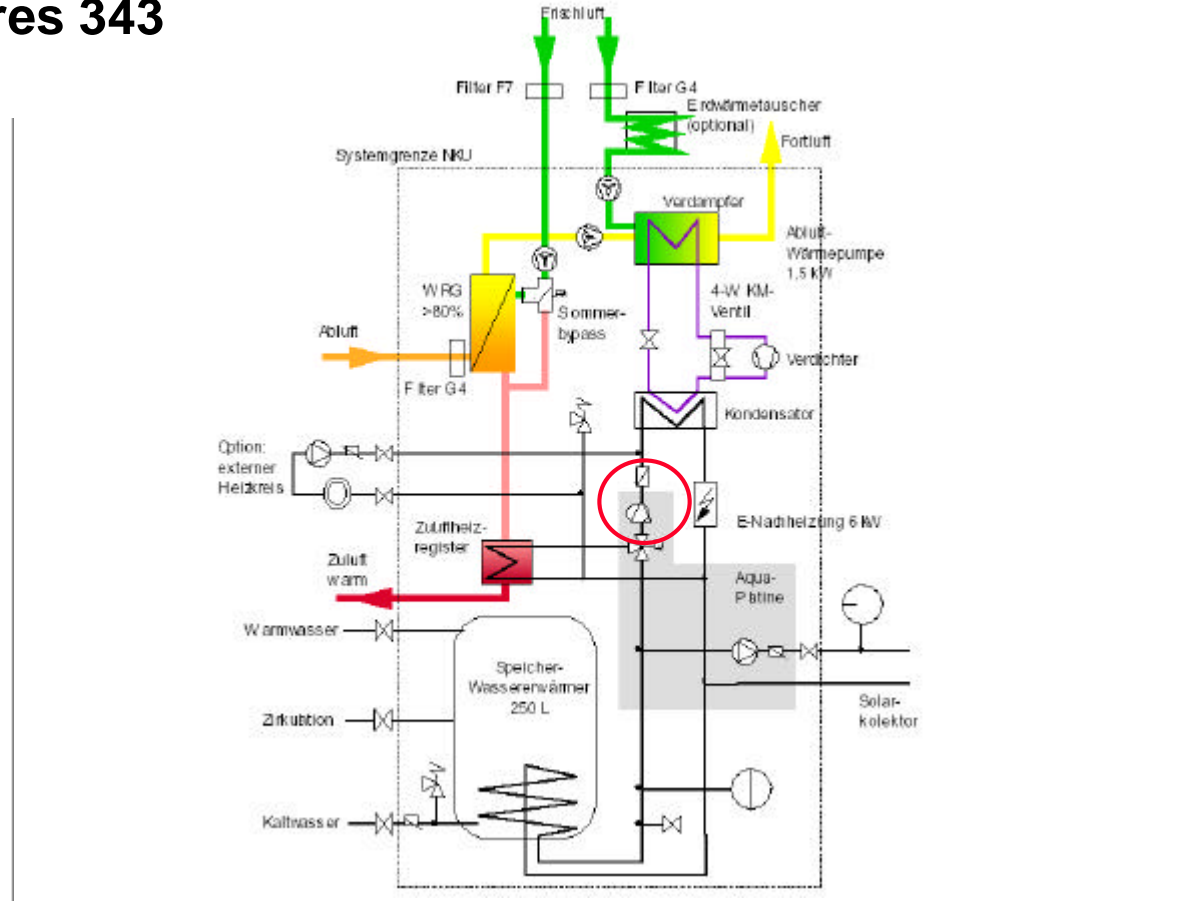 res 343
Frischluft
Filter F7
Filter G4
Erdwärmetauscher
(optional)
Fortluft
Systemgrenze NKU
Verdampfer
Abluft-
Wärmepumpe
1,5 kW
WRG
>80%
4-W KM-
Ventil
Sommer-
bypass
Abluft
Verdichter
Filter G4
Kondensator
Option:
externer
Heizkreis
E-Nachheizung 6 kW
Zuluftheiz-
register
Zuluft
warm
Aqua-
Platine
Warmwasser
Speicher-
Wassererwärmer
250 L
Solar-
kolektor
Zirkulation
Kaltwasser